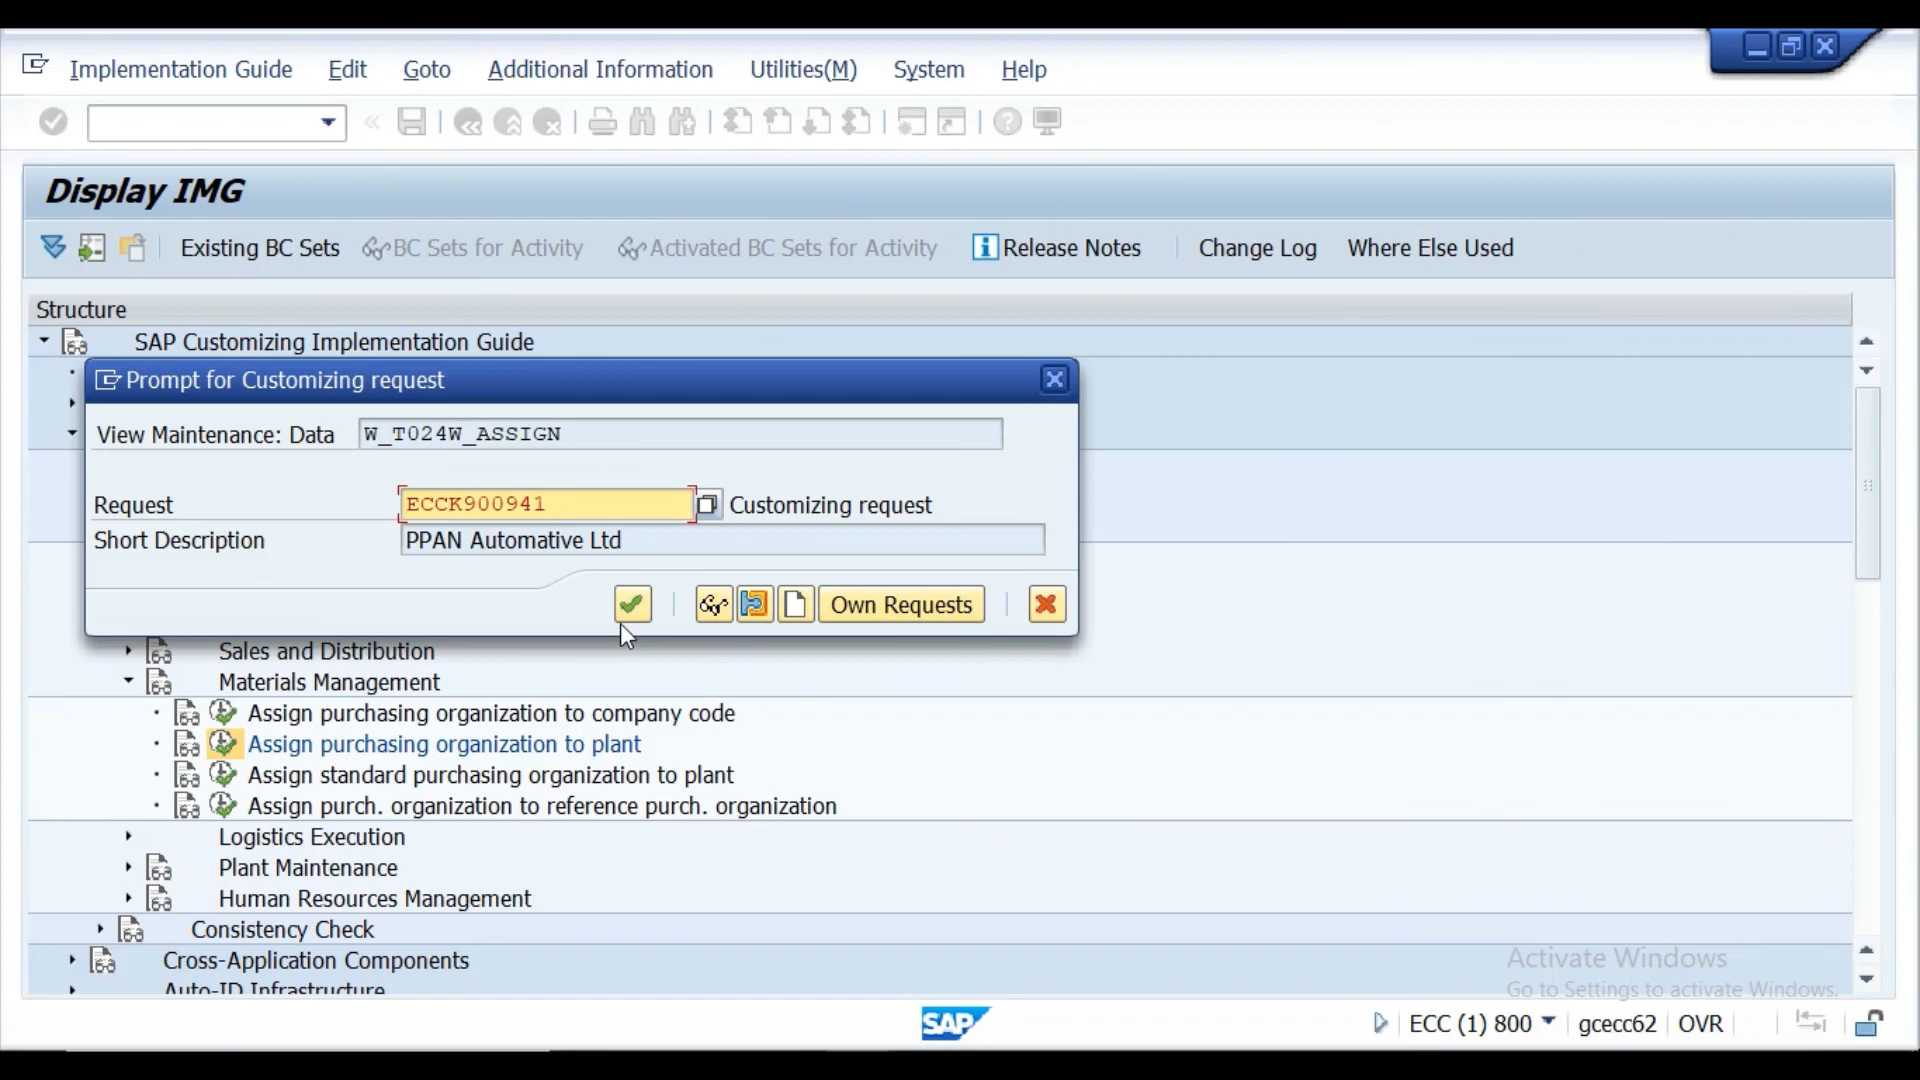 Implementation Guide Edit Goto Additional Information Utilities(M) System Help
Display IMG
Existing BC Sets BC Sets for Activity Activated BC Sets for Activity Release Notes Change Log Where Else Used
Structure
SAP Customizing Implementation Guide
Prompt for Customizing request
View Maintenance: Data W_T024W_ASSIGN
Request ECCK900941 Customizing request
Short Description PPAN Automative Ltd
Own Requests
Sales and Distribution
Materials Management
Assign purchasing organization to company code
Assign purchasing organization to plant
Assign standard purchasing organization to plant
Assign purch. organization to reference purch. organization
Logistics Execution
Plant Maintenance
Human Resources Management
Consistency Check
Cross-Application Components
Auto-ID Infrastructure
Activate Windows
Go to Settings to activate Windows.
SAP ECC (1) 800 gcecc62 OVR